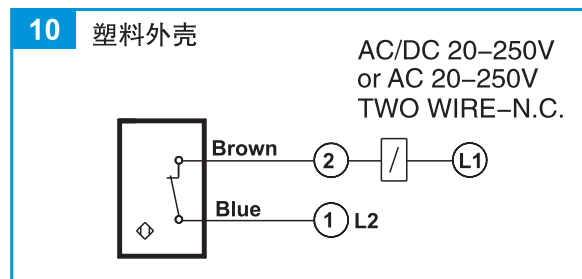 10 塑料外壳
AC/DC 20–250V
or AC 20–250V
TWO WIRE–N.C.
Brown 2 L1
Blue 1 L2